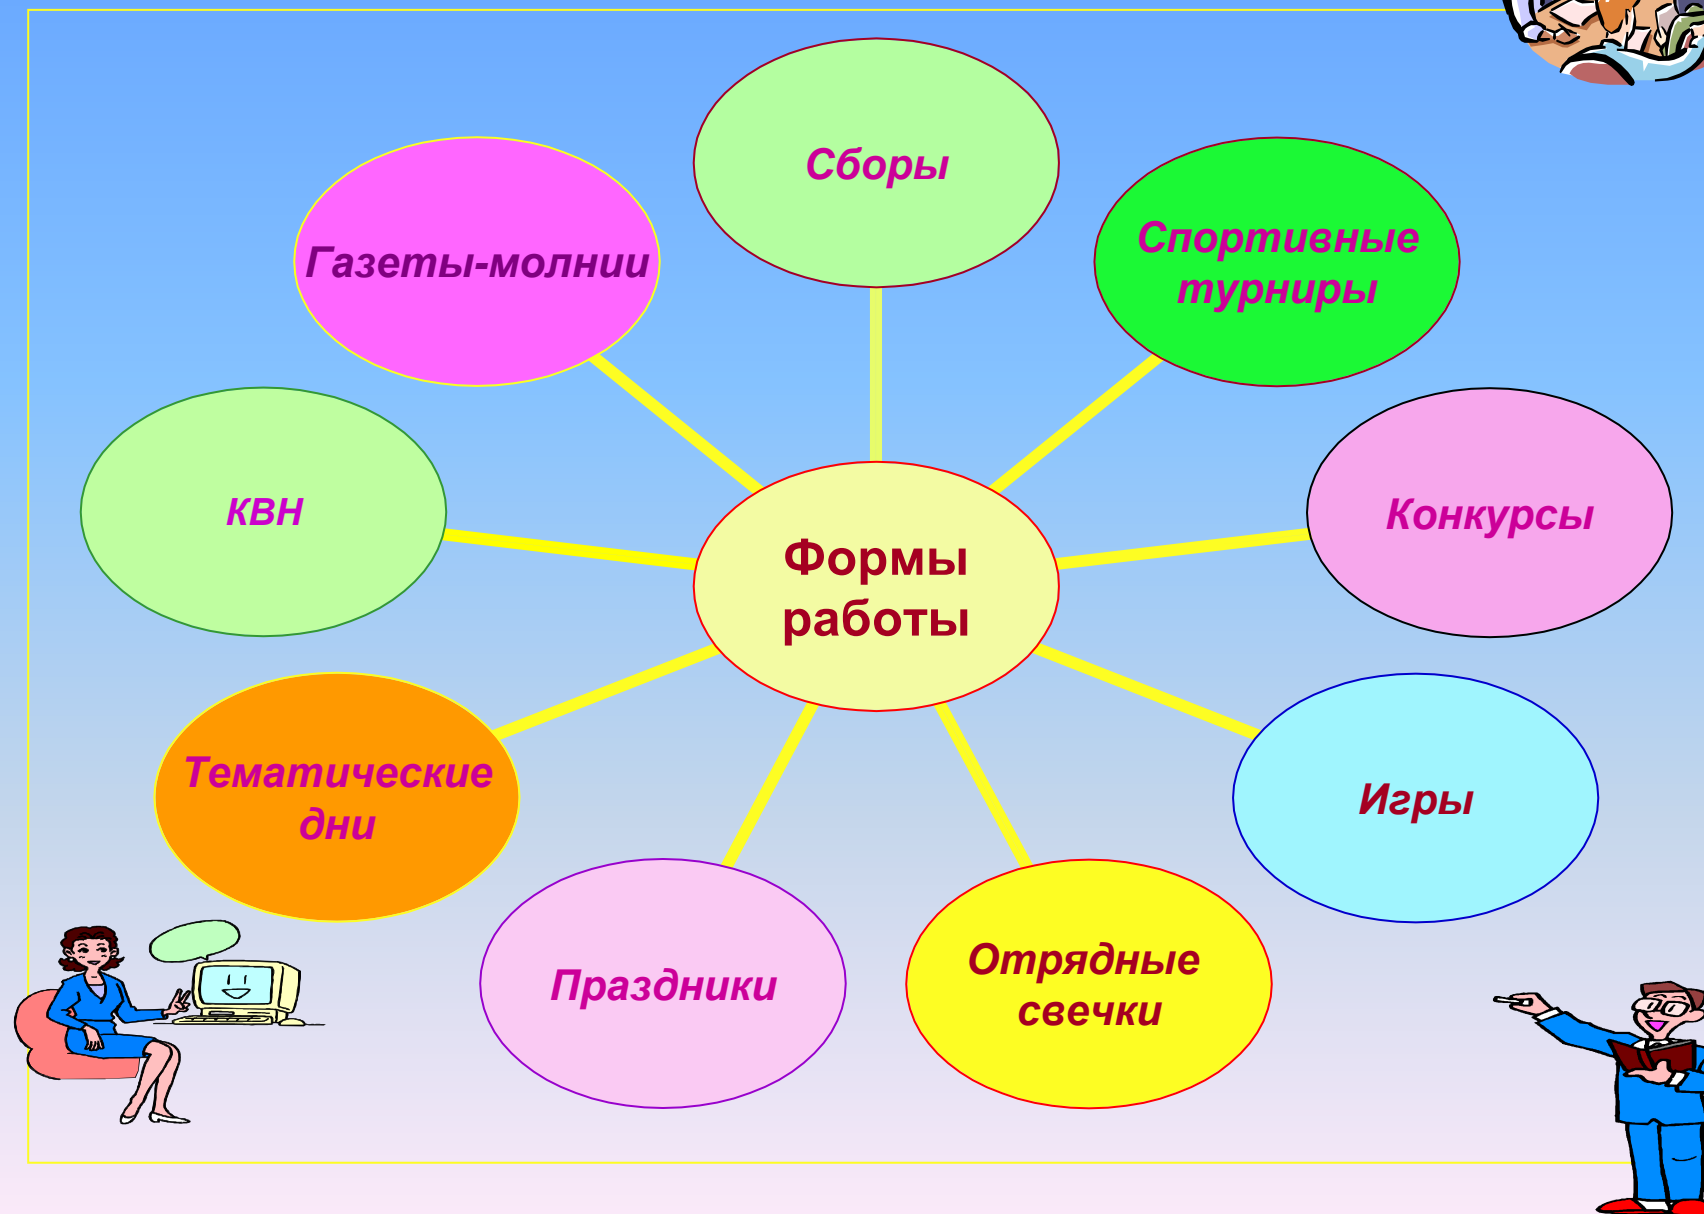 Сборы
Газеты-молнии
Спортивные
турниры
КВН
Конкурсы
Формы
работы
Тематические
дни
Игры
Праздники
Отрядные
свечки